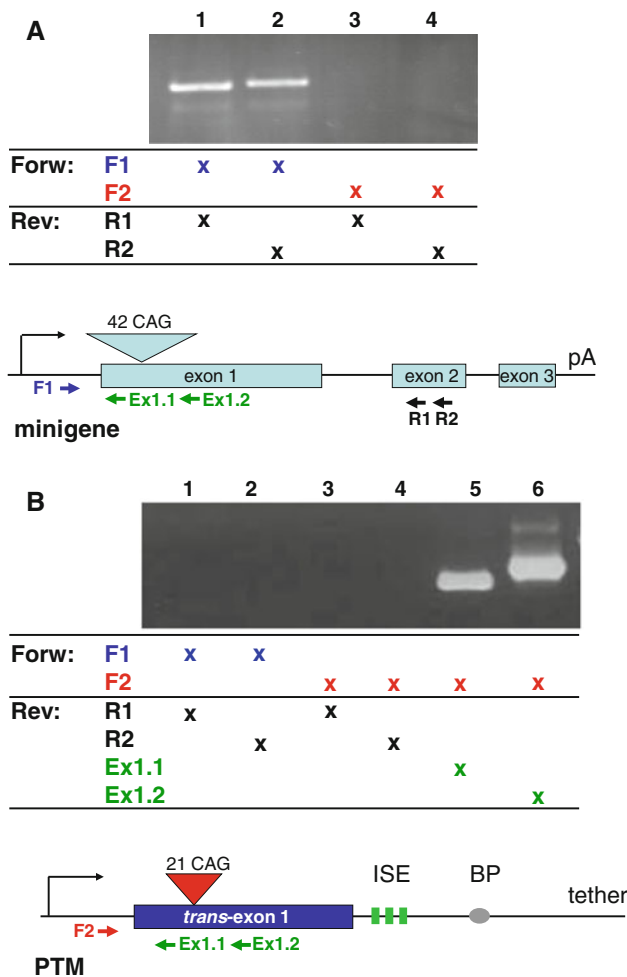 A
1 2 3 4
Forw: F1 x x
F2 x x
Rev: R1 x x
R2 x x
42 CAG
exon 1 exon 2 exon 3 pA
F1
Ex1.1 Ex1.2
R1 R2
minigene
B
1 2 3 4 5 6
Forw: F1 x x
F2 x x x x
Rev: R1 x x
R2 x x
Ex1.1 x
Ex1.2 x
21 CAG ISE BP
trans-exon 1 tether
F2
Ex1.1 Ex1.2
PTM